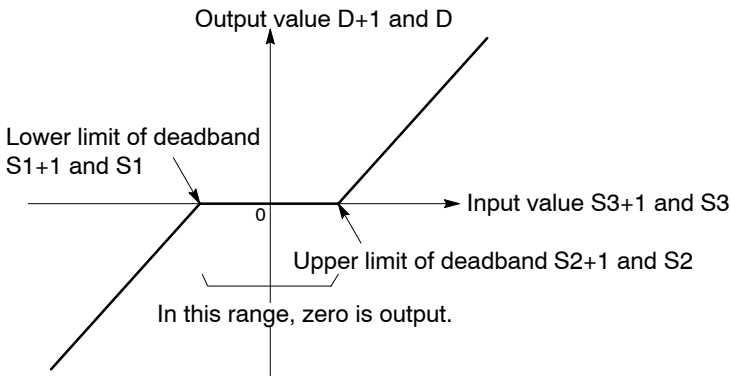 Output value D+1 and D
Lower limit of deadband
S1+1 and S1
0
Input value S3+1 and S3
Upper limit of deadband S2+1 and S2
In this range, zero is output.